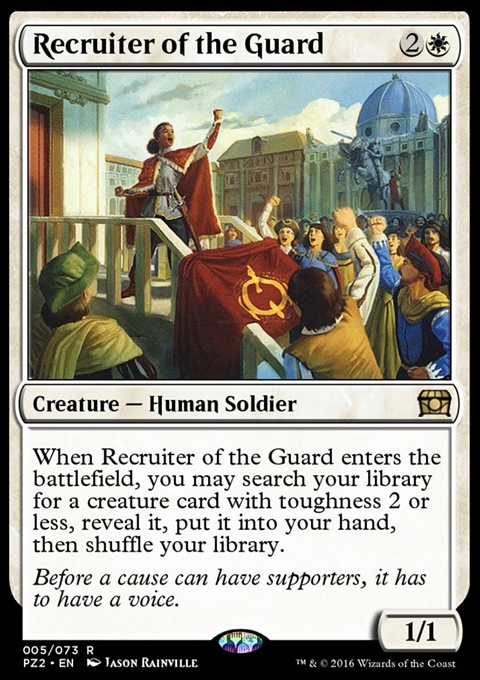 Recruiter of the Guard 2
Creature — Human Soldier
When Recruiter of the Guard enters the
battlefield, you may search your library
for a creature card with toughness 2 or
less, reveal it, put it into your hand,
then shuffle your library.
Before a cause can have supporters, it has
to have a voice.
1/1
005/073 R
PZ2 • EN Jason Rainville
™ & © 2016 Wizards of the Coast